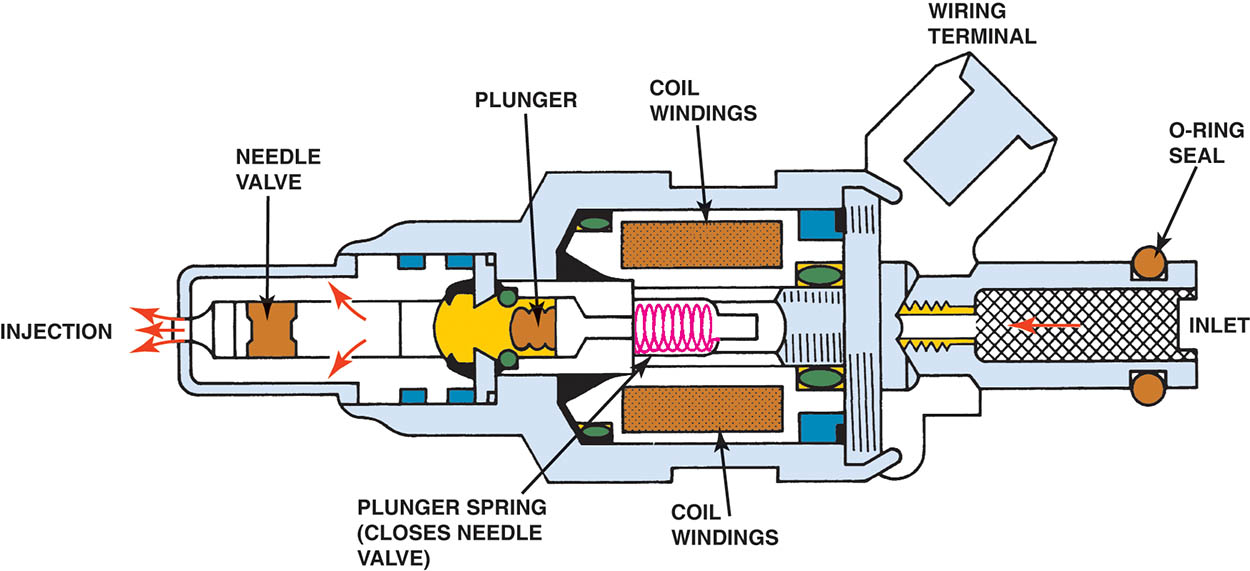 WIRING
TERMINAL
COIL
WINDINGS
PLUNGER
O-RING
SEAL
NEEDLE
VALVE
INJECTION
INLET
PLUNGER SPRING
(CLOSES NEEDLE
VALVE)
COIL
WINDINGS